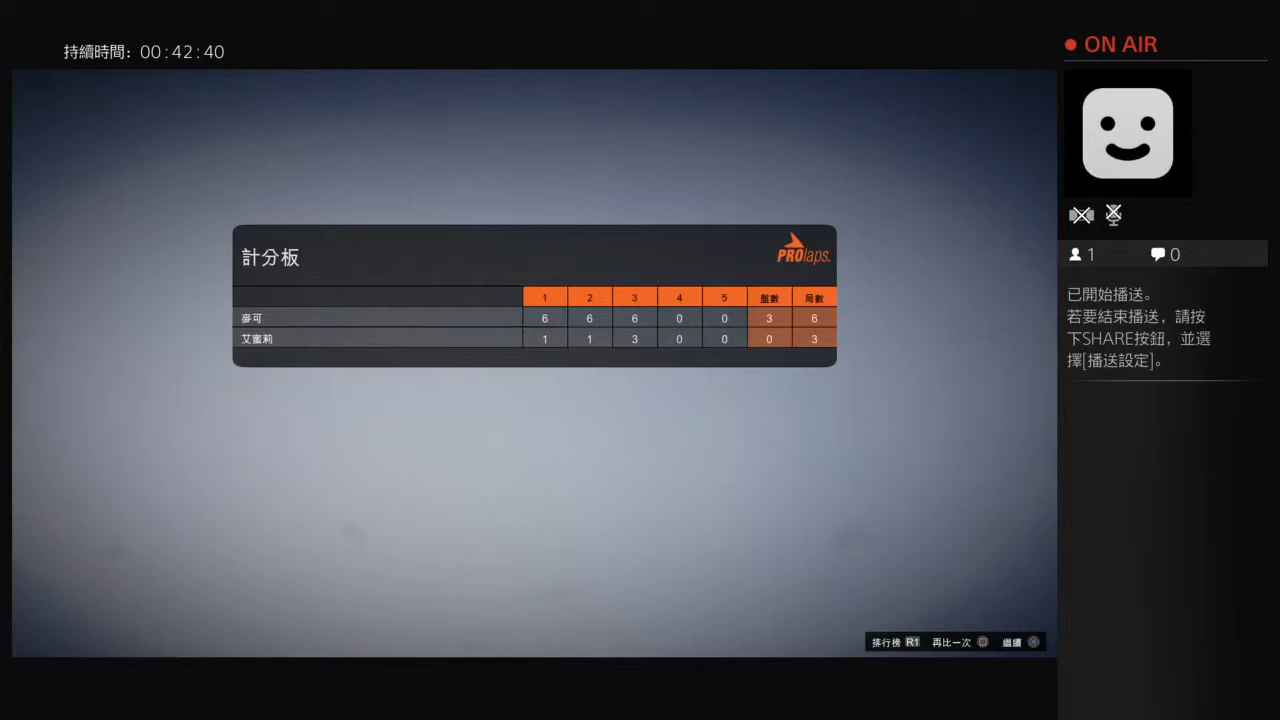 持續時間: 00:42:40
ON AIR
計分板
PROlaps.
1 2 3 4 5 盤數 局數
麥可 6 6 6 0 0 3 6
艾蜜莉 1 1 3 0 0 0 3
1 0
已開始播送。
若要結束播送，請按
下SHARE按鈕，並選
擇[播送設定]。
排行榜 R1 再比一次 繼續